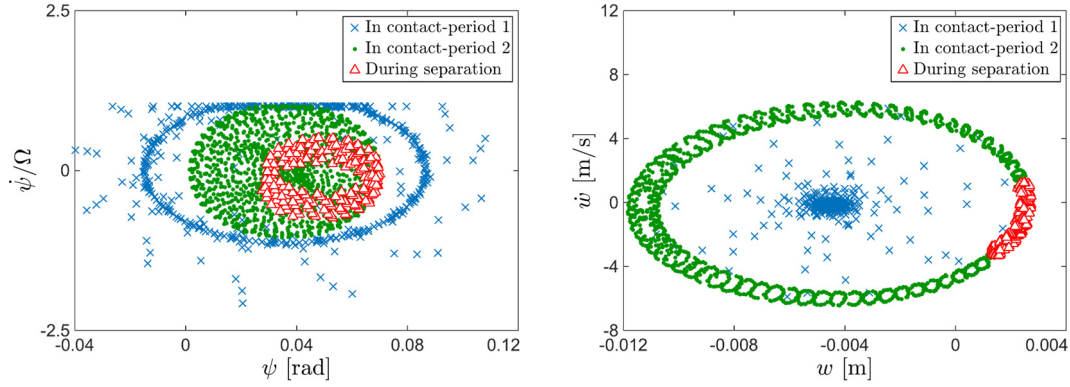 2.5
In contact-period 1
In contact-period 2
During separation
0
-2.5
ψ̇/Ω
-0.04
0
0.04
0.08
0.12
ψ [rad]
12
In contact-period 1
In contact-period 2
During separation
8
4
0
-4
-8
ẇ [m/s]
-0.012
-0.008
-0.004
0
0.004
w [m]